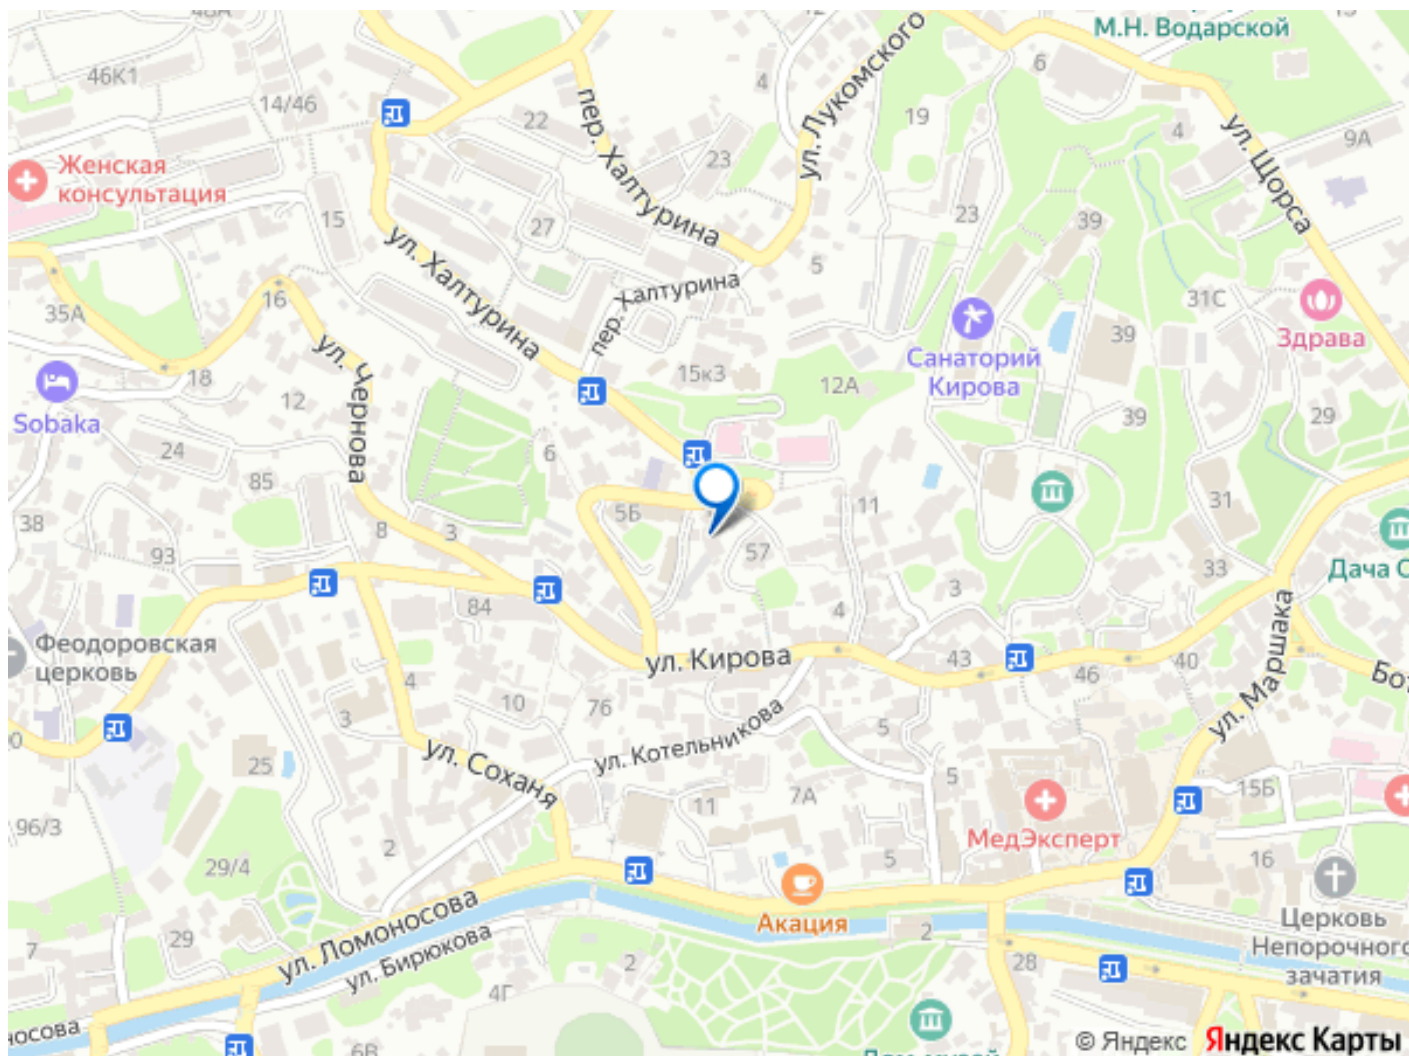 М.Н. Водарской
46К1
14/46
22
4
6
19
4
9А
Женская
консультация
пер. Халтурина
ул. Лукомского
ул. Щорса
23
15
27
23
39
ул. Халтурина
5
35А
16
пер. Халтурина
31С
Здрава
39
Санаторий
Кирова
18
ул. Чернова
15к3
12А
Sobaka
12
39
29
24
6
85
11
31
38
8
3
5Б
57
93
33
Дача С
84
3
4
Феодоровская
церковь
ул. Кирова
43
46
40
ул. Маршака
Бот
4
10
76
3
ул. Котельникова
5
25
ул. Соханя
5
7А
15Б
11
96/3
МедЭксперт
2
29/4
5
16
Акация
Церковь
Непорочного
зачатия
ул. Ломоносова
ул. Бирюкова
7
29
2
2
28
4Г
носова
6В
© Яндекс
Яндекс Карты